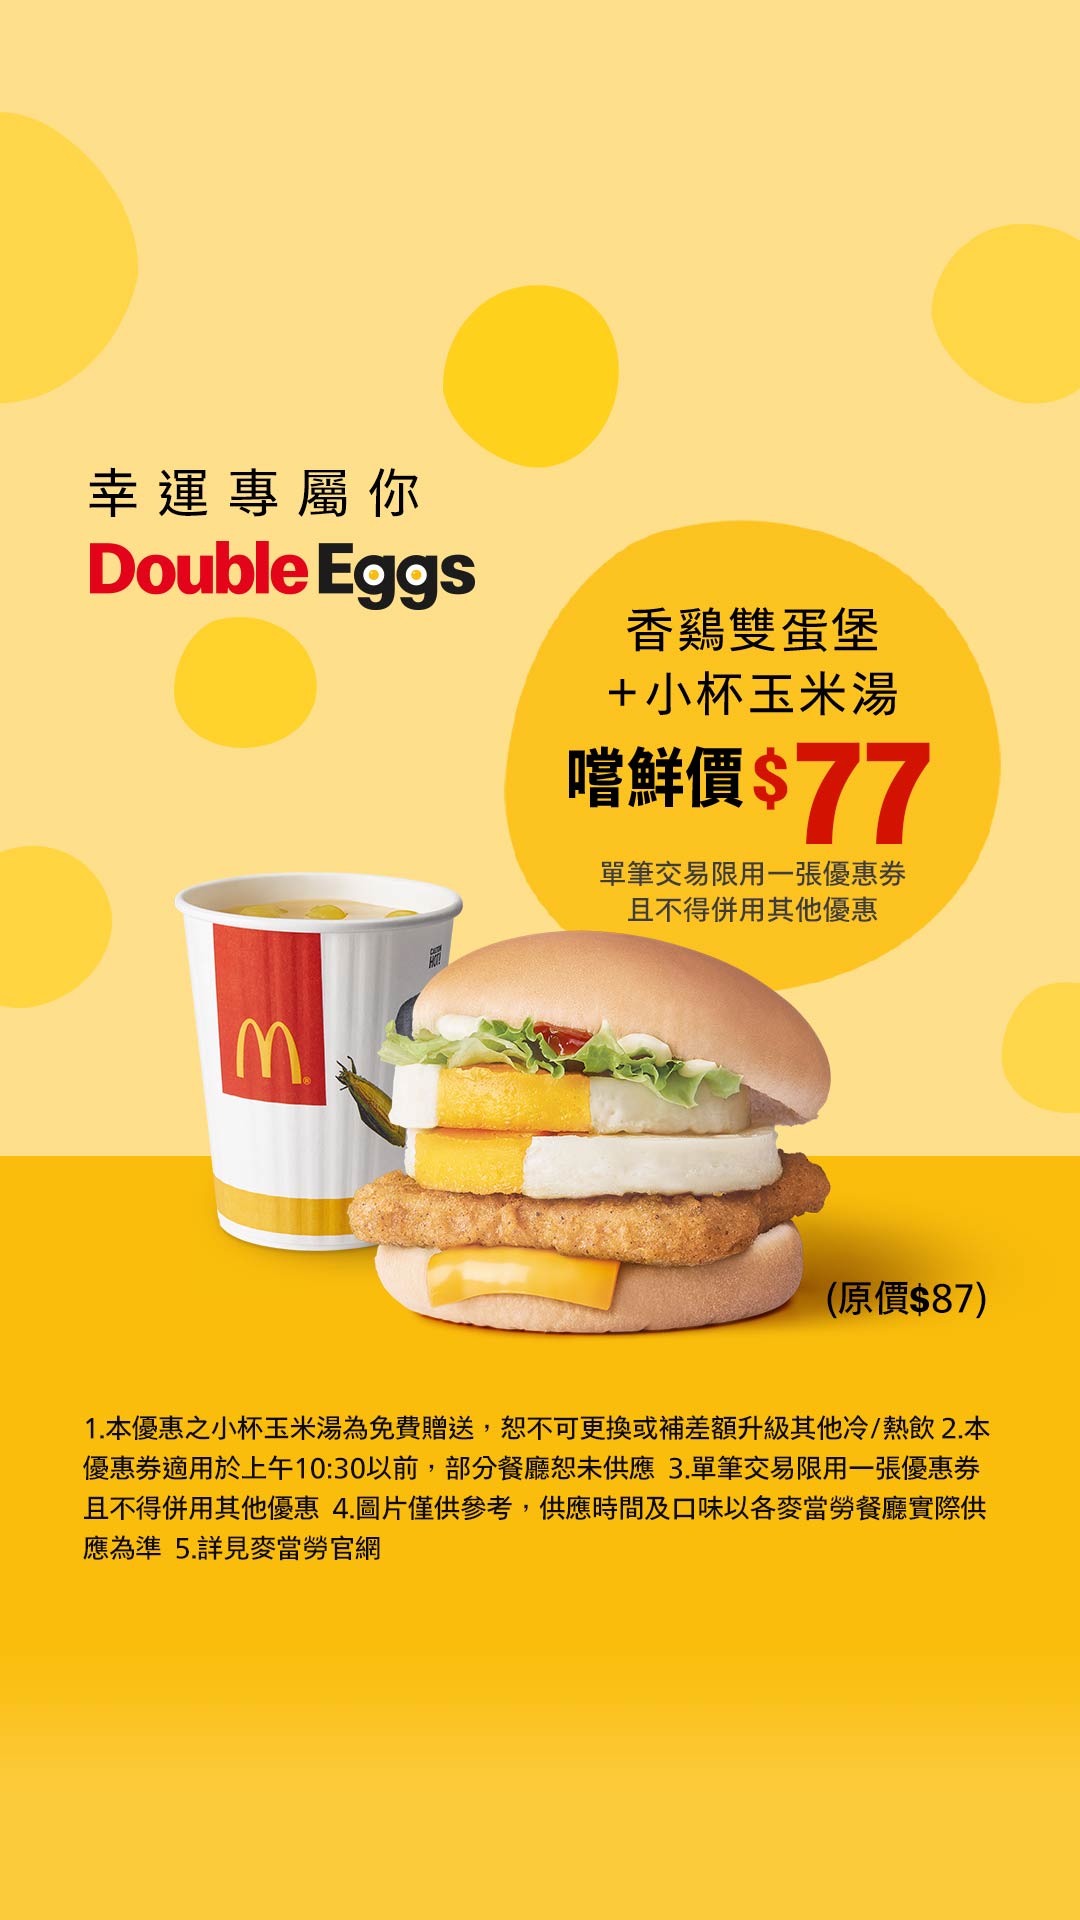 幸運專屬你
Double Eggs
香鷄雙蛋堡
+小杯玉米湯
嚐鮮價$77
單筆交易限用一張優惠券
且不得併用其他優惠
CAUTION
HOT!
M
(原價$87)
1.本優惠之小杯玉米湯為免費贈送，恕不可更換或補差額升級其他冷/熱飲 2.本
優惠券適用於上午10:30以前，部分餐廳恕未供應 3.單筆交易限用一張優惠券
且不得併用其他優惠 4.圖片僅供參考，供應時間及口味以各麥當勞餐廳實際供
應為準 5.詳見麥當勞官網